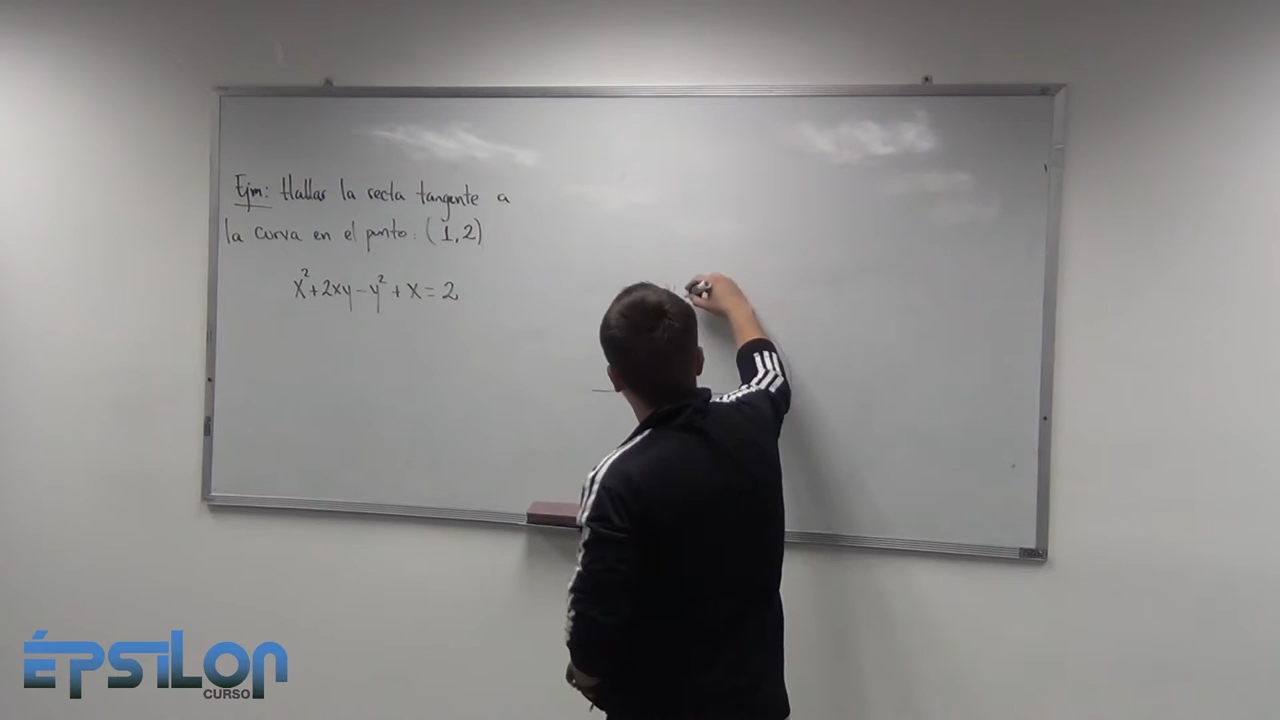 Ejm: Hallar la recta tangente a
la curva en el punto: (1,2)
x²+2xy-y²+x=2
ÉPSILON
CURSO